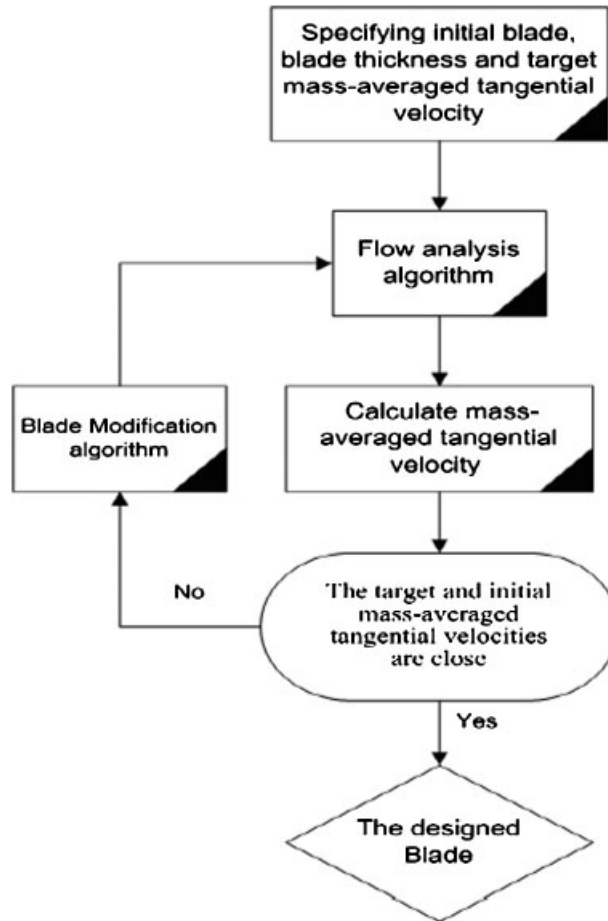 Specifying initial blade,
blade thickness and target
mass-averaged tangential
velocity
Flow analysis
algorithm
Blade Modification
algorithm
Calculate mass-
averaged tangential
velocity
No
The target and initial
mass-averaged
tangential velocities
are close
Yes
The designed
Blade